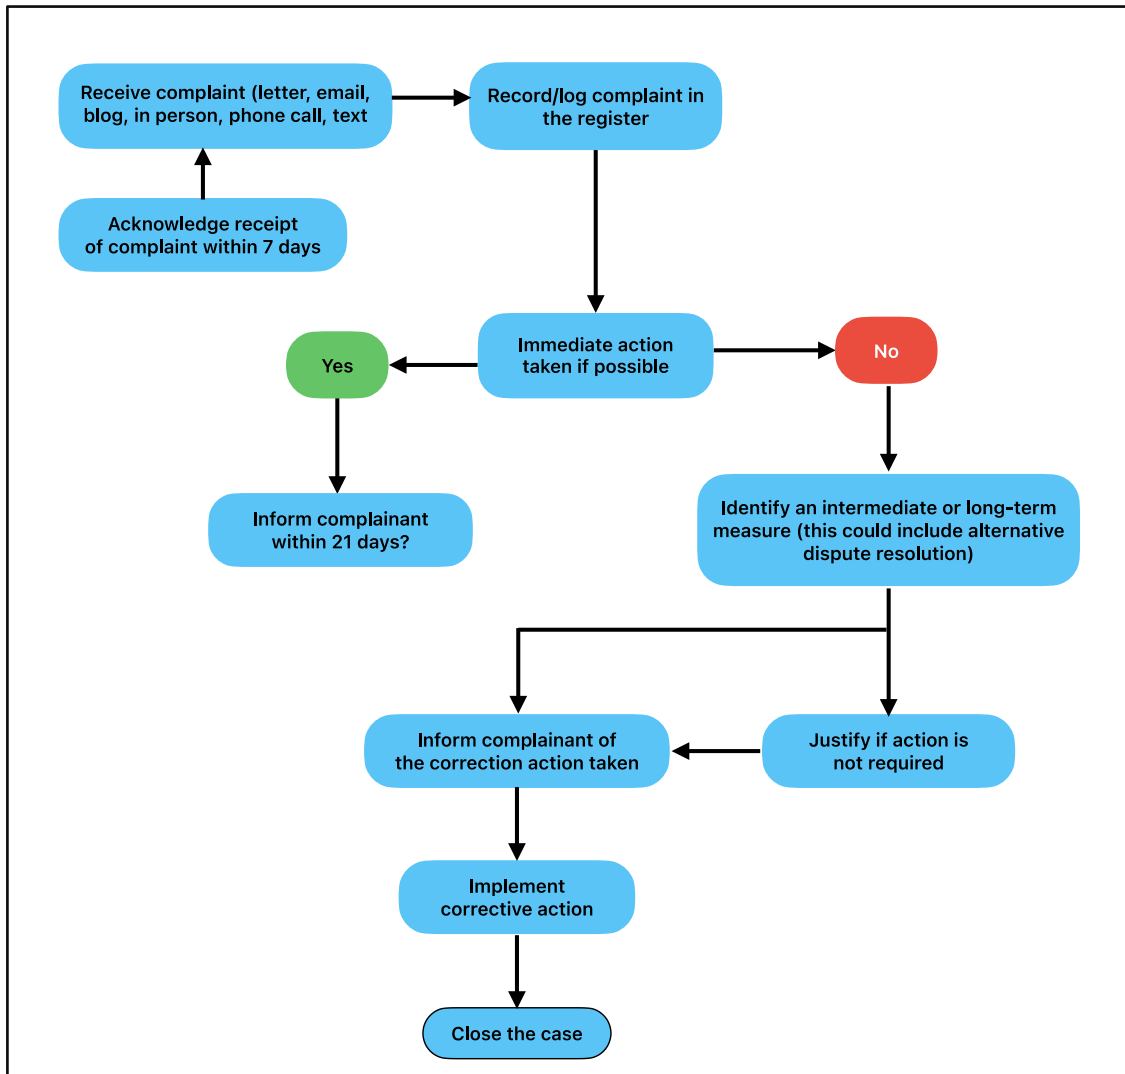 Receive complaint (letter, email,
blog, in person, phone call, text
Record/log complaint in
the register
Acknowledge receipt
of complaint within 7 days
Yes
Immediate action
taken if possible
No
Inform complainant
within 21 days?
Identify an intermediate or long-term
measure (this could include alternative
dispute resolution)
Inform complainant of
the correction action taken
Justify if action is
not required
Implement
corrective action
Close the case